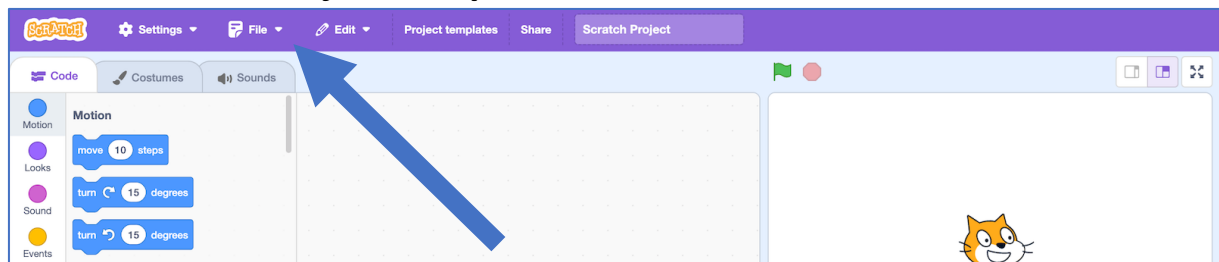 SCRATCH Settings File Edit Project templates Share Scratch Project
Code Costumes Sounds
Motion
Looks
Sound
Events
Motion
move 10 steps
turn 15 degrees
turn 15 degrees